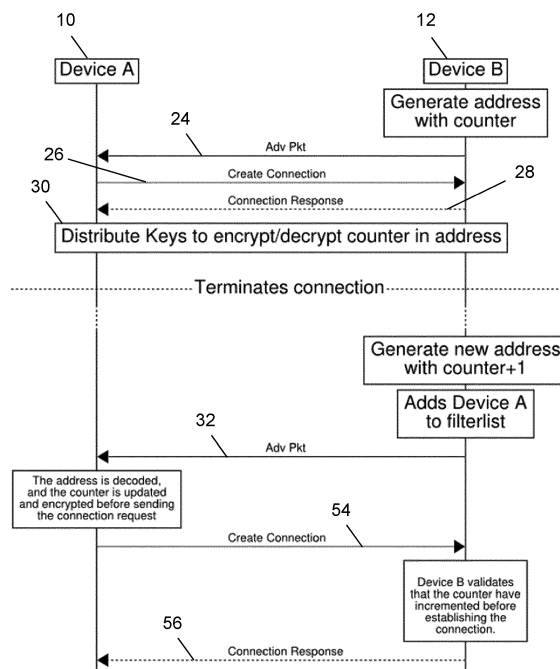 10
12
Device A
Device B
Generate address
with counter
24
Adv Pkt
26
Create Connection
28
30
Connection Response
Distribute Keys to encrypt/decrypt counter in address
Terminates connection
Generate new address
with counter+1
Adds Device A
to filterlist
32
Adv Pkt
The address is decoded,
and the counter is updated
and encrypted before sending
the connection request
54
Create Connection
Device B validates
that the counter have
incremented before
establishing the
connection.
56
Connection Response